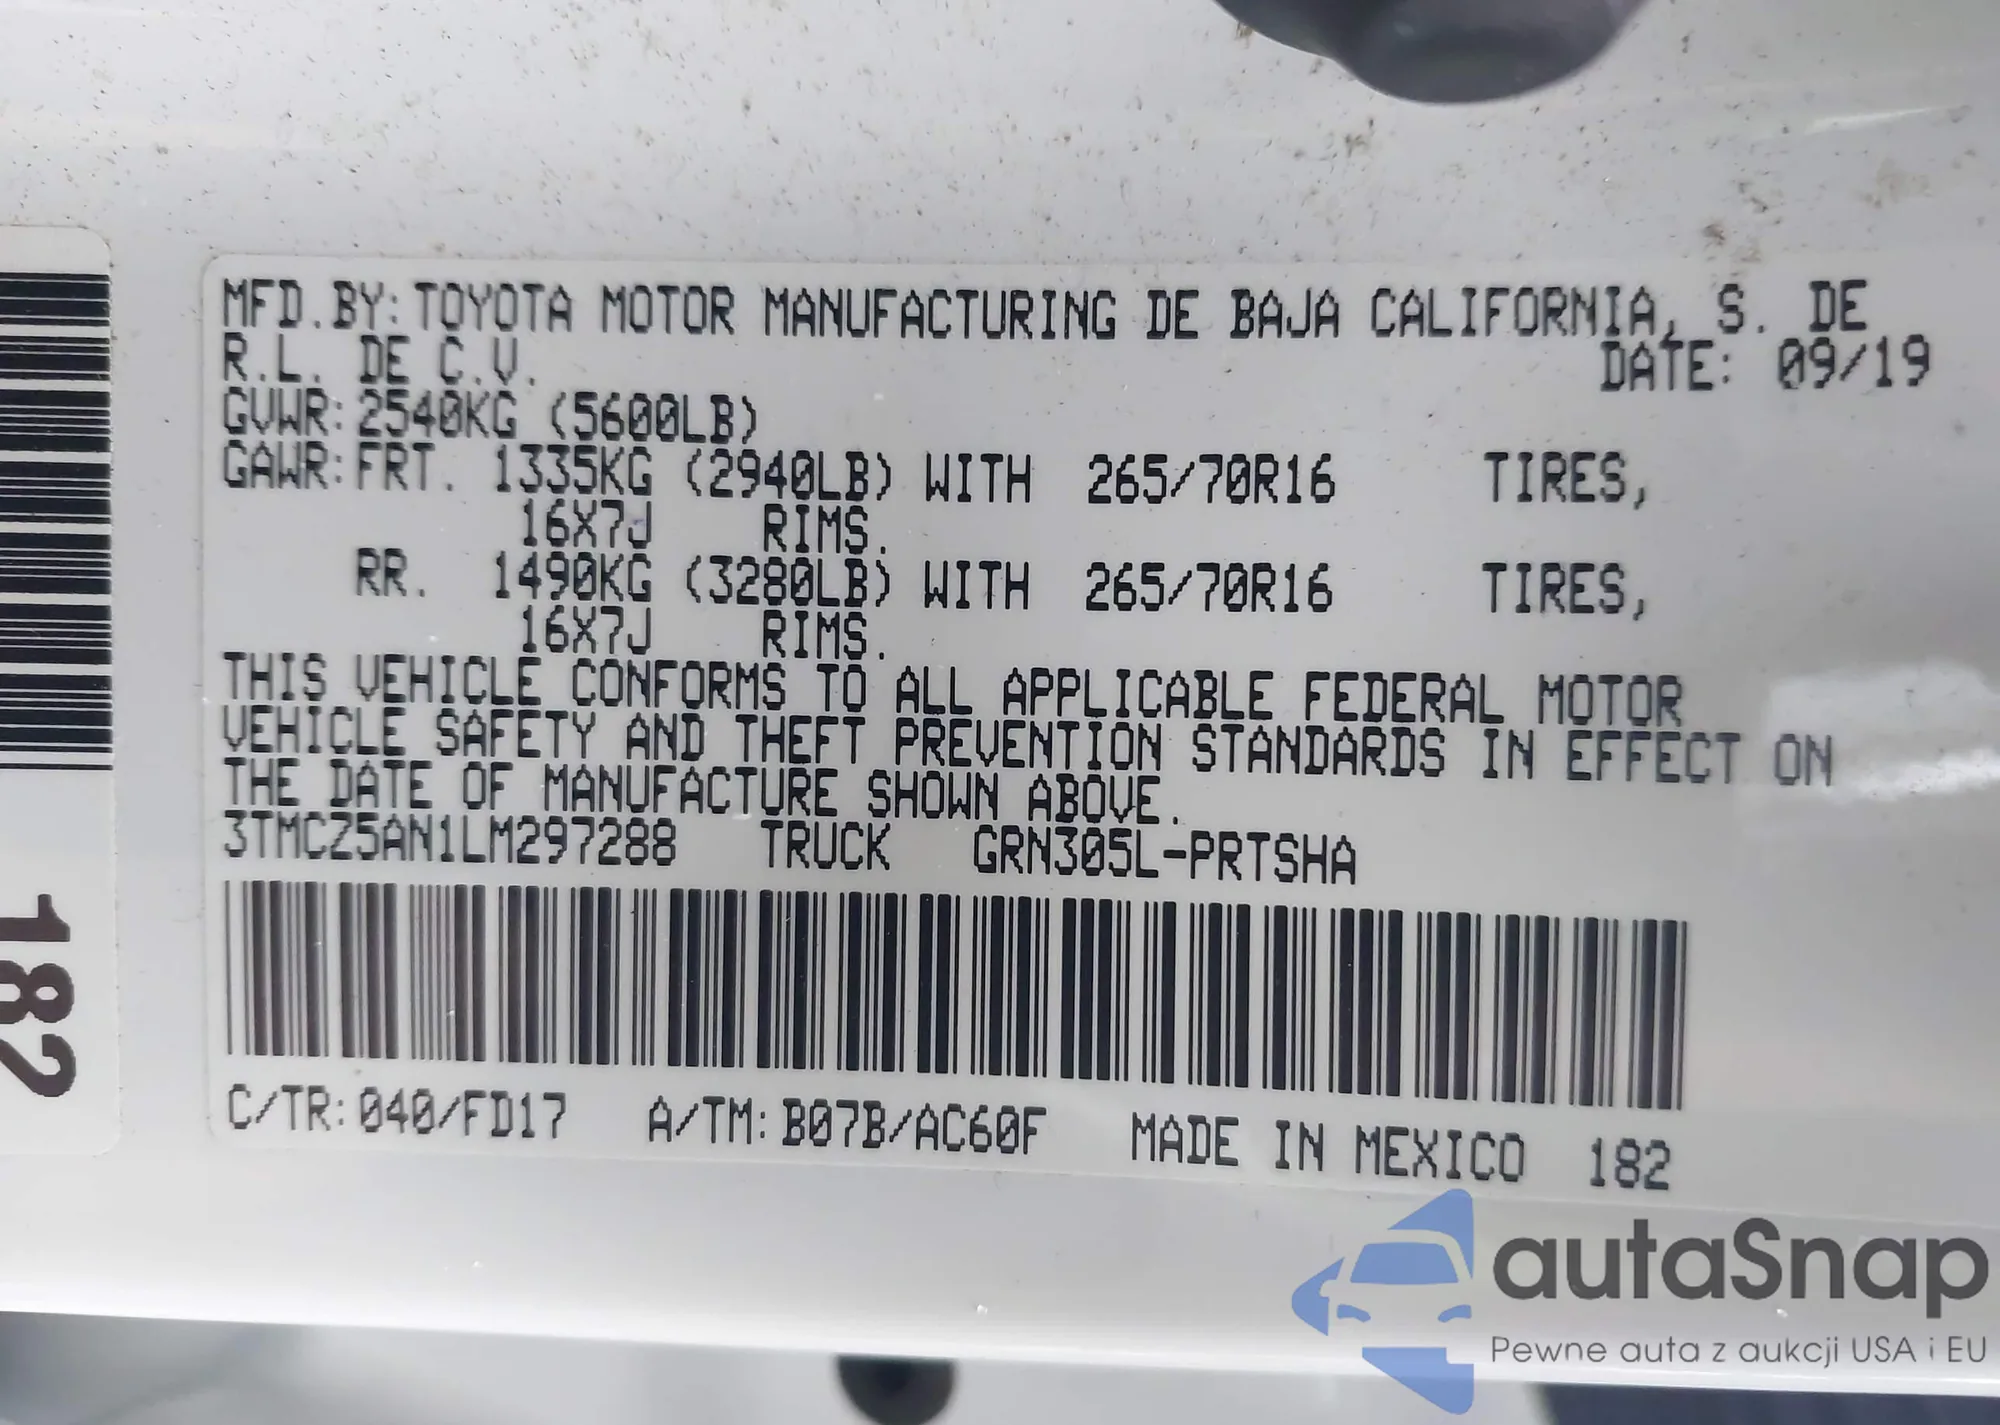 MFD.BY:TOYOTA MOTOR MANUFACTURING DE BAJA CALIFORNIA, S. DE
R.L. DE C.V. DATE: 09/19
GVWR:2540KG (5600LB)
GAWR:FRT. 1335KG (2940LB) WITH 265/70R16 TIRES,
16X7J RIMS.
RR. 1490KG (3280LB) WITH 265/70R16 TIRES,
16X7J RIMS.
THIS VEHICLE CONFORMS TO ALL APPLICABLE FEDERAL MOTOR
VEHICLE SAFETY AND THEFT PREVENTION STANDARDS IN EFFECT ON
THE DATE OF MANUFACTURE SHOWN ABOVE.
3TMCZ5AN1LM297288 TRUCK GRN305L-PRTSHA
C/TR:040/FD17 A/TM:B07B/AC60F MADE IN MEXICO 182
182
autaSnap
Pewne auta z aukcji USA i EU